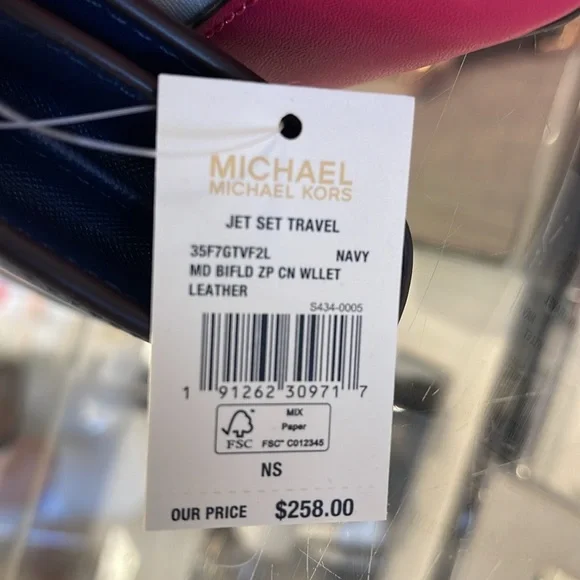 MICHAEL
MICHAEL KORS
JET SET TRAVEL
35F7GTVF2L NAVY
MD BIFLD ZP CN WLLET
LEATHER
S434-0005
1 91262 30971 7
FSC
MIX
Paper
FSC™ C012345
NS
OUR PRICE $258.00